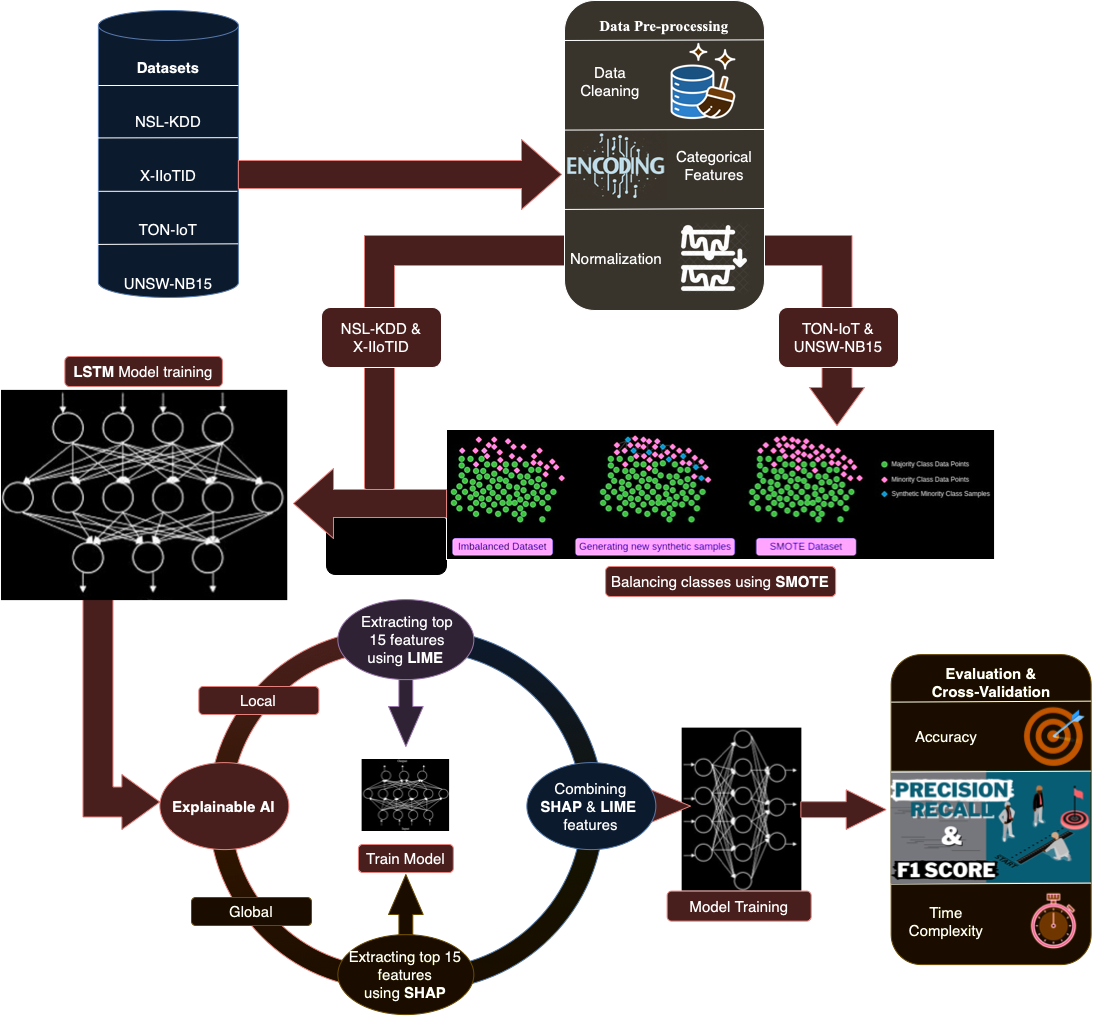 Datasets
NSL-KDD
X-IIoTID
TON-IoT
UNSW-NB15
Data Pre-processing
Data
Cleaning
ENCODING
Categorical
Features
Normalization
NSL-KDD &
X-IIoTID
TON-IoT &
UNSW-NB15
LSTM Model training
Majority Class Data Points
Minority Class Data Points
Synthetic Minority Class Samples
Imbalanced Dataset
Generating new synthetic samples
SMOTE Dataset
Balancing classes using SMOTE
Extracting top
15 features
using LIME
Local
Explainable AI
Global
Train Model
Extracting top 15
features
using SHAP
Combining
SHAP & LIME
features
Model Training
Evaluation &
Cross-Validation
Accuracy
PRECISION
RECALL
&
F1 SCORE
START
Time
Complexity